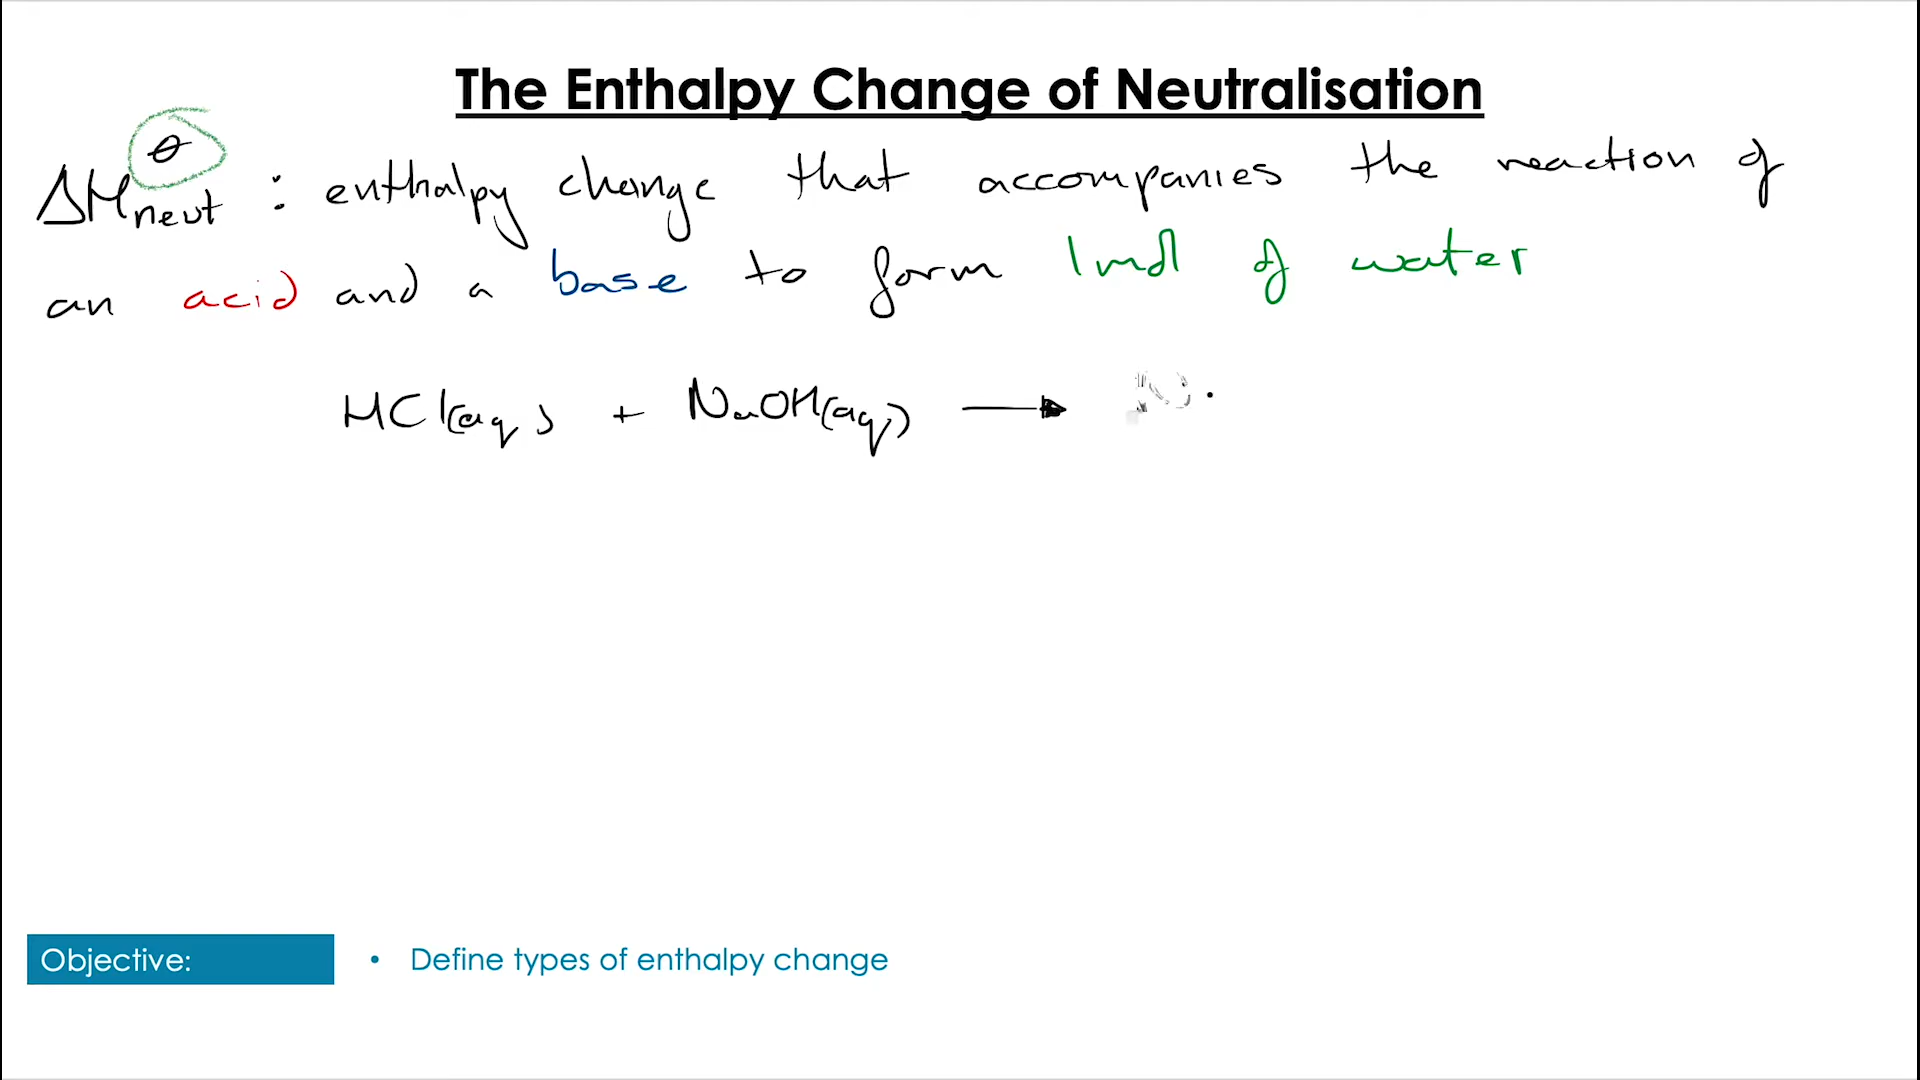 The Enthalpy Change of Neutralisation
ΔH⦵neut : enthalpy change that accompanies the reaction of
an acid and a base to form 1mol of water
HCl(aq) + NaOH(aq) →
Objective: • Define types of enthalpy change